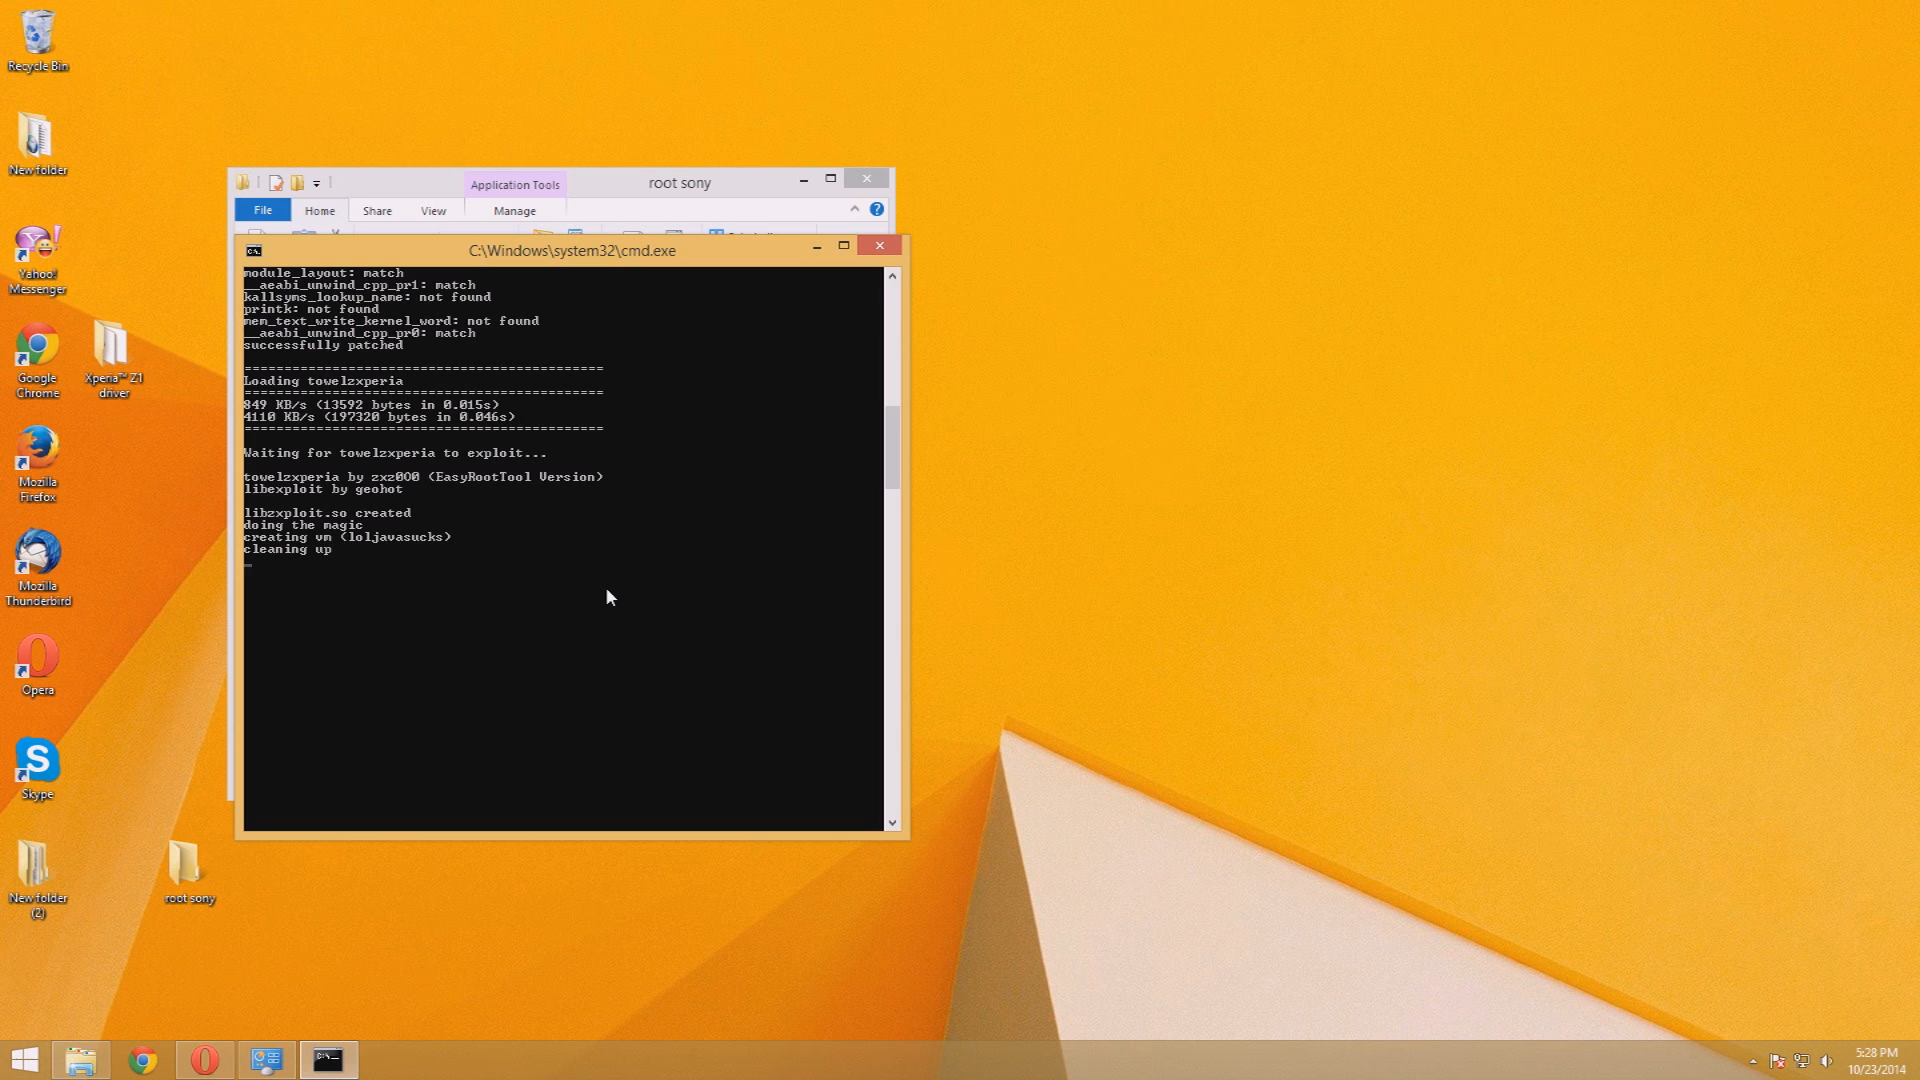 Recycle Bin
New folder
Yahoo!
Messenger
Google
Chrome
Xperia™ Z1
driver
Mozilla
Firefox
Mozilla
Thunderbird
Opera
Skype
New folder
(2)
root sony
Application Tools
root sony
File
Home
Share
View
Manage
C:\Windows\system32\cmd.exe
module_layout: match
__aeabi_unwind_cpp_pr1: match
kallsyms_lookup_name: not found
printk: not found
mem_text_write_kernel_word: not found
__aeabi_unwind_cpp_pr0: match
successfully patched
=============================================
Loading towelzxperia
=============================================
849 KB/s (13592 bytes in 0.015s)
4110 KB/s (197320 bytes in 0.046s)
=============================================
Waiting for towelzxperia to exploit...
towelzxperia by zxz0O0 (EasyRootTool Version)
libexploit by geohot
libzxploit.so created
doing the magic
creating vm (loljavasucks)
cleaning up
5:28 PM
10/23/2014